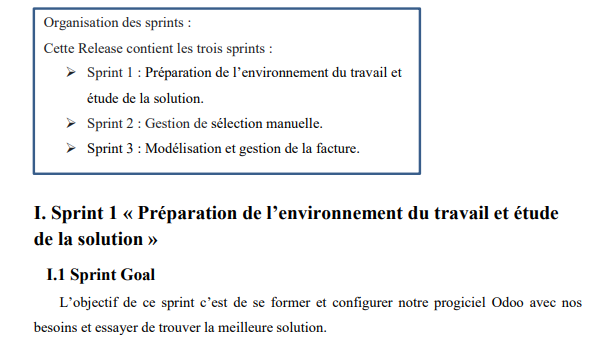 Organisation des sprints :
Cette Release contient les trois sprints :
➢ Sprint 1 : Préparation de l’environnement du travail et
étude de la solution.
➢ Sprint 2 : Gestion de sélection manuelle.
➢ Sprint 3 : Modélisation et gestion de la facture.
I. Sprint 1 « Préparation de l’environnement du travail et étude
de la solution »
I.1 Sprint Goal
L’objectif de ce sprint c’est de se former et configurer notre progiciel Odoo avec nos
besoins et essayer de trouver la meilleure solution.